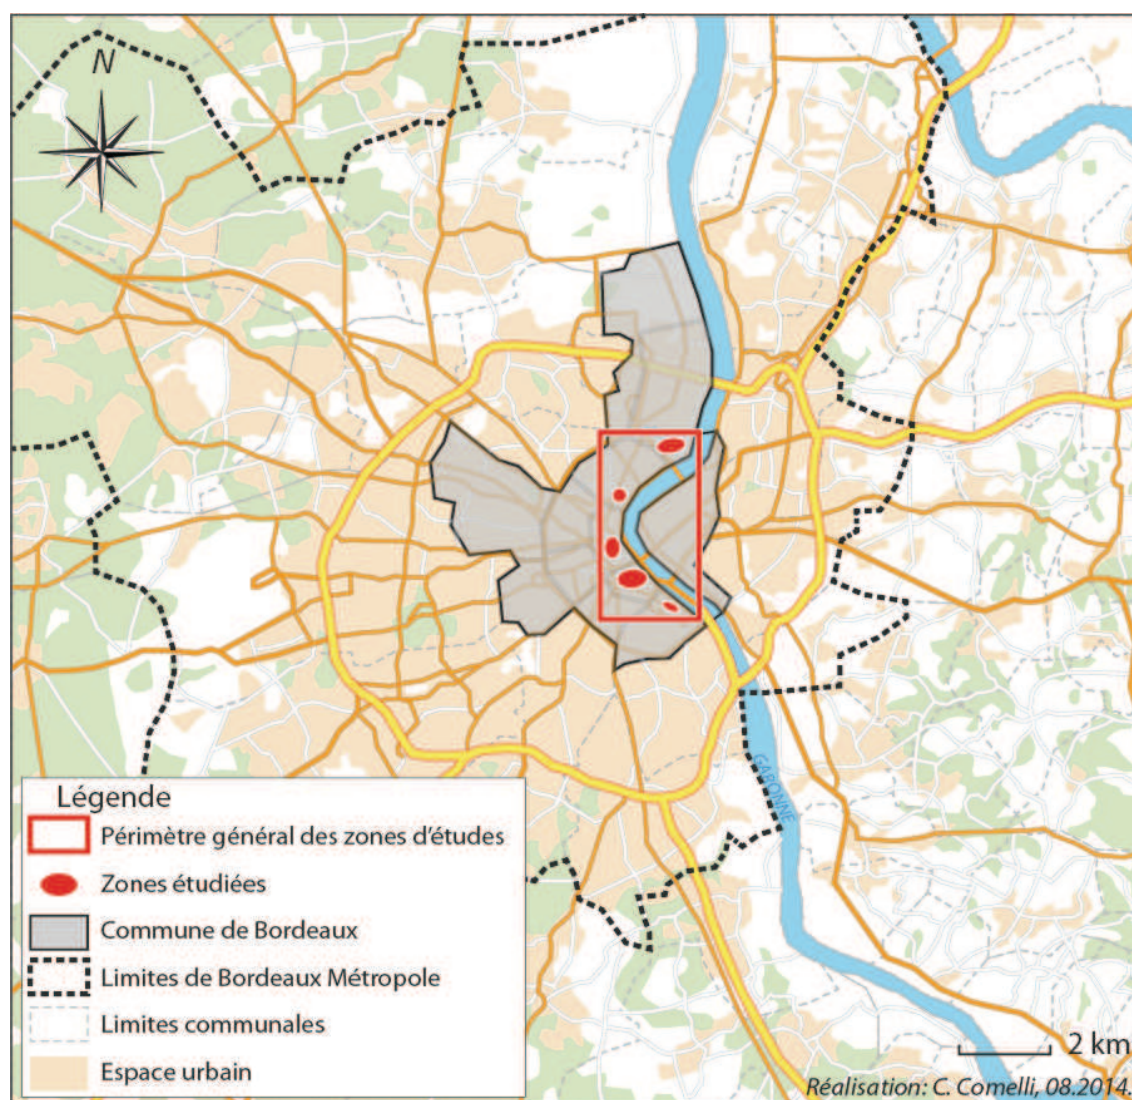 N
GARONNE
Légende
Périmètre général des zones d'études
Zones étudiées
Commune de Bordeaux
Limites de Bordeaux Métropole
Limites communales
Espace urbain
2 km
Réalisation: C. Comelli, 08.2014.